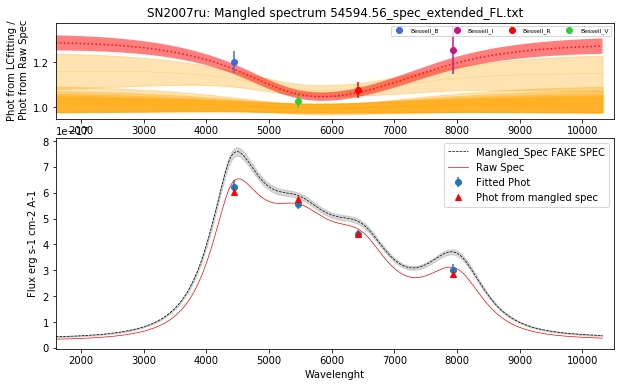 SN2007ru: Mangled spectrum 54594.56_spec_extended_FL.txt
Phot from LCfitting /
Phot from Raw Spec
1.2
1.0
Bessell_B
Bessell_I
Bessell_R
Bessell_V
2000 3000 4000 5000 6000 7000 8000 9000 10000
1e-17
Flux erg s-1 cm-2 A-1
8
7
6
5
4
3
2
1
0
Mangled_Spec FAKE SPEC
Raw Spec
Fitted Phot
Phot from mangled spec
2000 3000 4000 5000 6000 7000 8000 9000 10000
Wavelenght